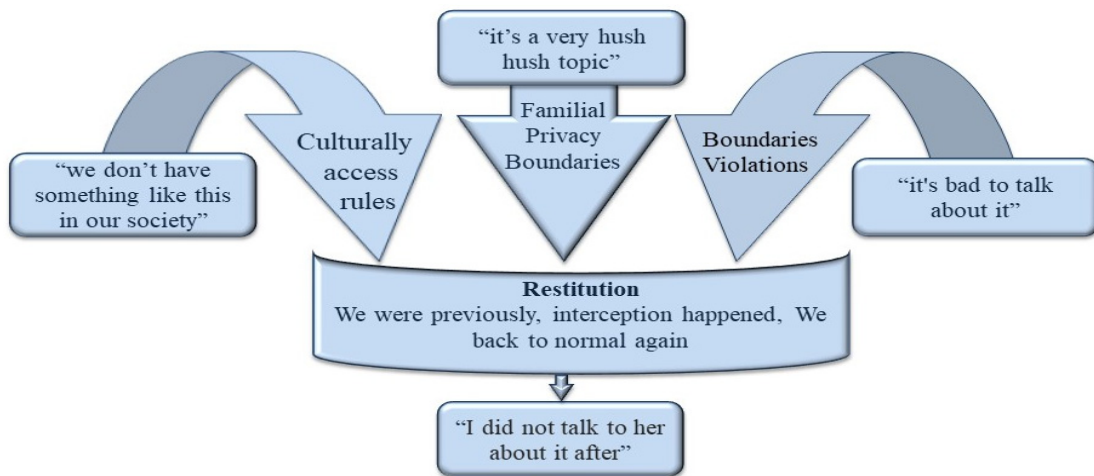 “it’s a very hush
hush topic”
Familial
Privacy
Boundaries
Culturally
access
rules
Boundaries
Violations
“we don’t have
something like this
in our society”
“it's bad to talk
about it”
Restitution
We were previously, interception happened, We
back to normal again
“I did not talk to her
about it after”